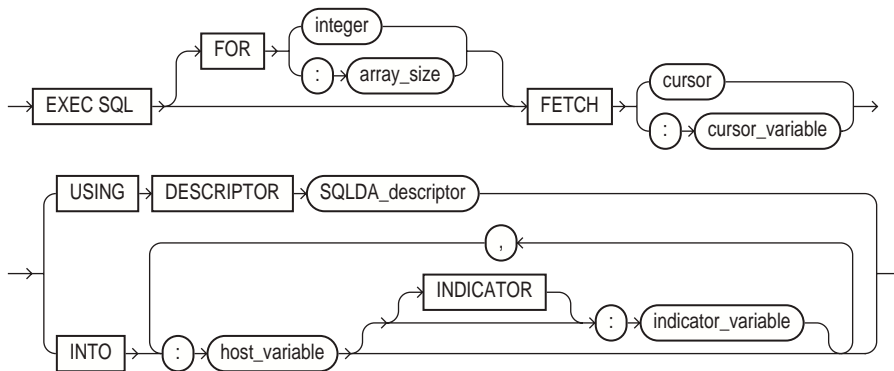 integer
FOR
: array_size
EXEC SQL
FETCH
cursor
: cursor_variable
USING DESCRIPTOR SQLDA_descriptor
,
INDICATOR
INTO : host_variable : indicator_variable